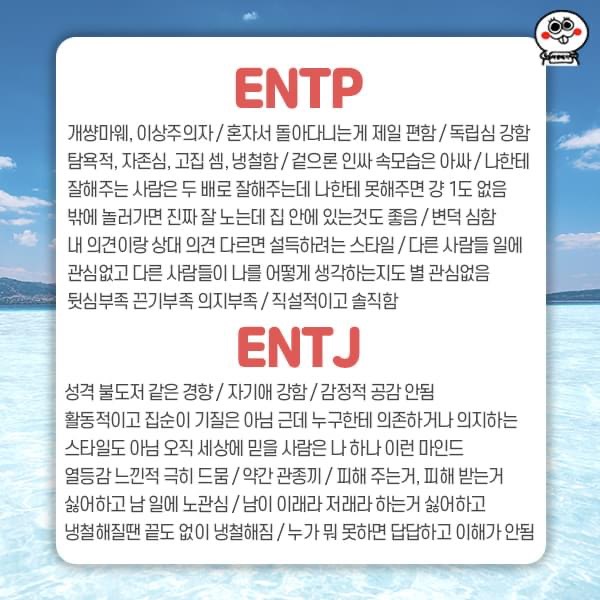 ENTP
개썅마웨, 이상주의자 / 혼자서 돌아다니는게 제일 편함 / 독립심 강함
탐욕적, 자존심, 고집 셈, 냉철함 / 겉으론 인싸 속모습은 아싸 / 나한테
잘해주는 사람은 두 배로 잘해주는데 나한테 못해주면 걍 1도 없음
밖에 놀러가면 진짜 잘 노는데 집 안에 있는것도 좋음 / 변덕 심함
내 의견이랑 상대 의견 다르면 설득하려는 스타일 / 다른 사람들 일에
관심없고 다른 사람들이 나를 어떻게 생각하는지도 별 관심없음
뒷심부족 끈기부족 의지부족 / 직설적이고 솔직함
ENTJ
성격 불도저 같은 경향 / 자기애 강함 / 감정적 공감 안됨
활동적이고 집순이 기질은 아님 근데 누구한테 의존하거나 의지하는
스타일도 아님 오직 세상에 믿을 사람은 나 하나 이런 마인드
열등감 느낀적 극히 드뭄 / 약간 관종끼 / 피해 주는거, 피해 받는거
싫어하고 남 일에 노관심 / 남이 이래라 저래라 하는거 싫어하고
냉철해질땐 끝도 없이 냉철해짐 / 누가 뭐 못하면 답답하고 이해가 안됨